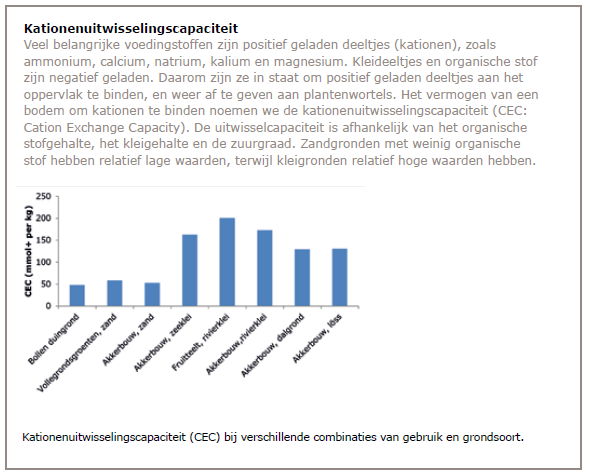 Kationenuitwisselingscapaciteit
Veel belangrijke voedingstoffen zijn positief geladen deeltjes (kationen), zoals
ammonium, calcium, natrium, kalium en magnesium. Kleideeltjes en organische stof
zijn negatief geladen. Daarom zijn ze in staat om positief geladen deeltjes aan het
oppervlak te binden, en weer af te geven aan plantenwortels. Het vermogen van een
bodem om kationen te binden noemen we de kationenuitwisselingscapaciteit (CEC:
Cation Exchange Capacity). De uitwisselcapaciteit is afhankelijk van het organische
stofgehalte, het kleigehalte en de zuurgraad. Zandgronden met weinig organische
stof hebben relatief lage waarden, terwijl kleigronden relatief hoge waarden hebben.
CEC (mmol+ per kg)
250
200
150
100
50
0
Bollen duingrond
Vollegrondsgroenten, zand
Akkerbouw, zand
Akkerbouw, zeeklei
Fruitteelt, rivierklei
Akkerbouw,rivierklei
Akkerbouw, dalgrond
Akkerbouw, löss
Kationenuitwisselingscapaciteit (CEC) bij verschillende combinaties van gebruik en grondsoort.